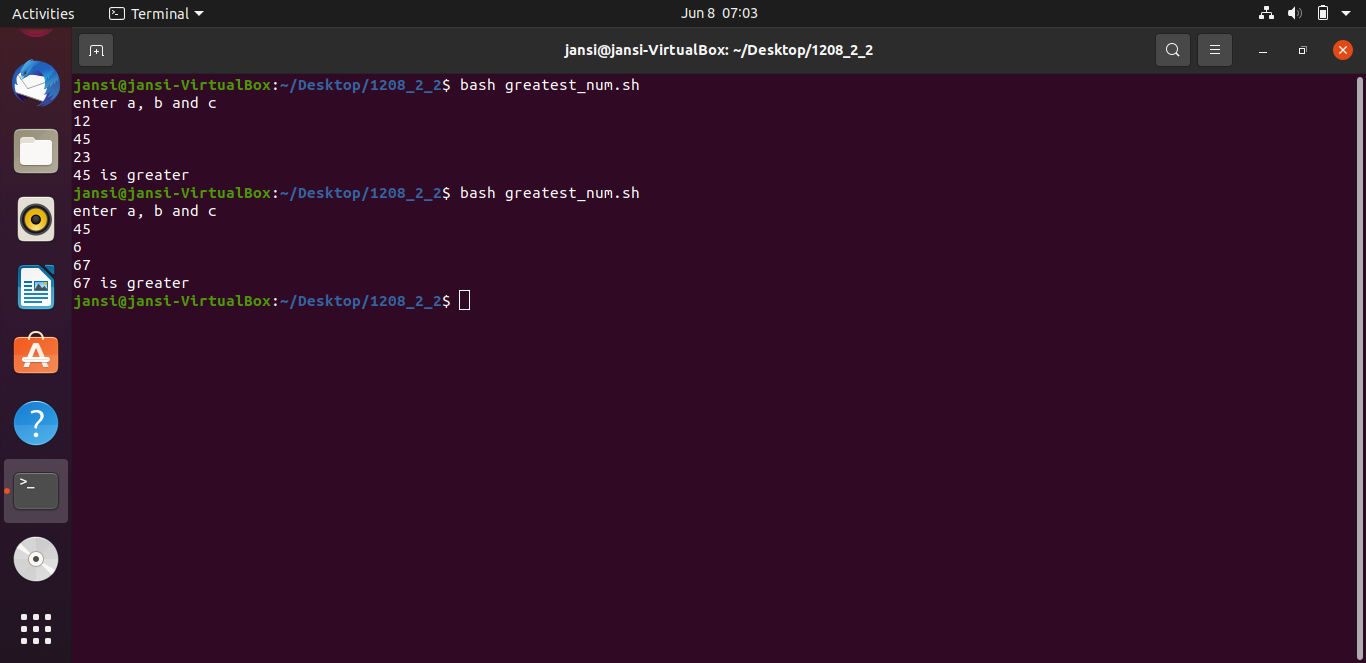 Activities Terminal Jun 8 07:03
jansi@jansi-VirtualBox: ~/Desktop/1208_2_2
jansi@jansi-VirtualBox:~/Desktop/1208_2_2$ bash greatest_num.sh
enter a, b and c
12
45
23
45 is greater
jansi@jansi-VirtualBox:~/Desktop/1208_2_2$ bash greatest_num.sh
enter a, b and c
45
6
67
67 is greater
jansi@jansi-VirtualBox:~/Desktop/1208_2_2$